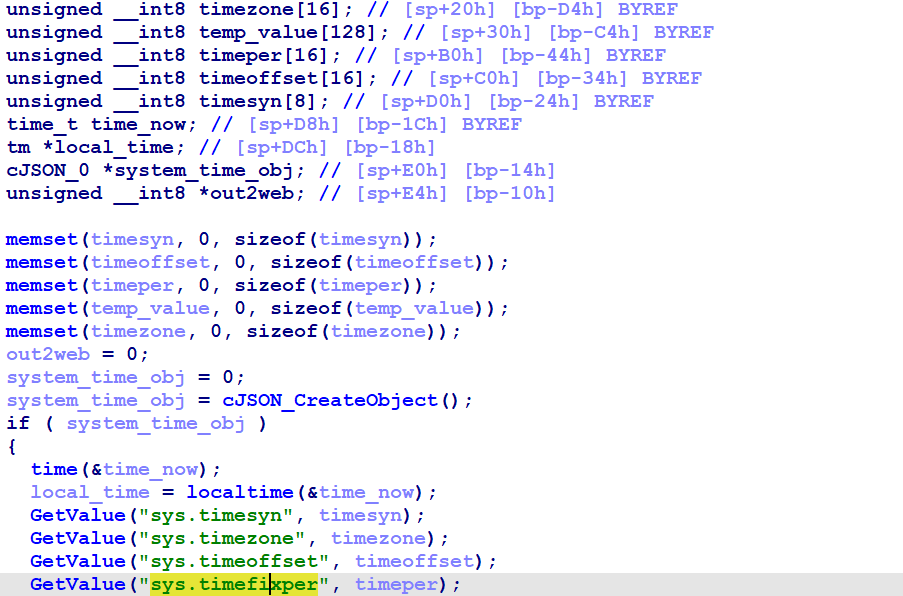 unsigned __int8 timezone[16]; // [sp+20h] [bp-D4h] BYREF
unsigned __int8 temp_value[128]; // [sp+30h] [bp-C4h] BYREF
unsigned __int8 timeper[16]; // [sp+B0h] [bp-44h] BYREF
unsigned __int8 timeoffset[16]; // [sp+C0h] [bp-34h] BYREF
unsigned __int8 timesyn[8]; // [sp+D0h] [bp-24h] BYREF
time_t time_now; // [sp+D8h] [bp-1Ch] BYREF
tm *local_time; // [sp+DCh] [bp-18h]
cJSON_0 *system_time_obj; // [sp+E0h] [bp-14h]
unsigned __int8 *out2web; // [sp+E4h] [bp-10h]
memset(timesyn, 0, sizeof(timesyn));
memset(timeoffset, 0, sizeof(timeoffset));
memset(timeper, 0, sizeof(timeper));
memset(temp_value, 0, sizeof(temp_value));
memset(timezone, 0, sizeof(timezone));
out2web = 0;
system_time_obj = 0;
system_time_obj = cJSON_CreateObject();
if ( system_time_obj )
{
time(&time_now);
local_time = localtime(&time_now);
GetValue("sys.timesyn", timesyn);
GetValue("sys.timezone", timezone);
GetValue("sys.timeoffset", timeoffset);
GetValue("sys.timefixper", timeper);